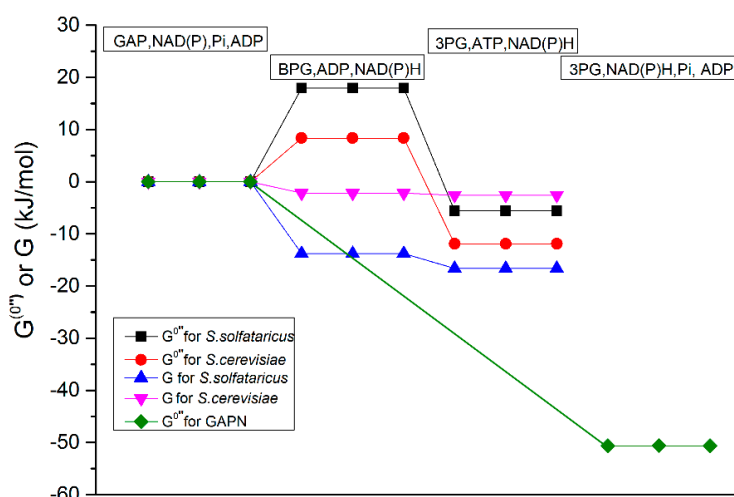 30
20
10
0
-10
-20
-30
-40
-50
-60
G(0'') or G (kJ/mol)
GAP,NAD(P),Pi,ADP
BPG,ADP,NAD(P)H
3PG,ATP,NAD(P)H
3PG,NAD(P)H,Pi, ADP
G0'' for S.solfataricus
G0'' for S.cerevisiae
G for S.solfataricus
G for S.cerevisiae
G0'' for GAPN